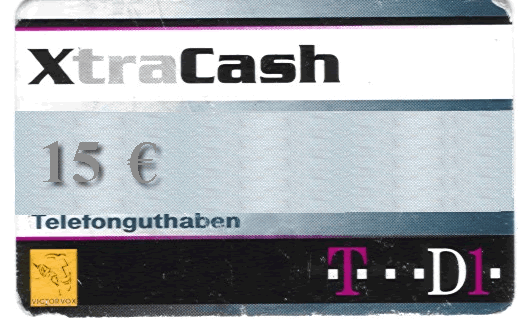 XtraCash
15 €
Telefonguthaben
VICTORVOX
·T···D1·